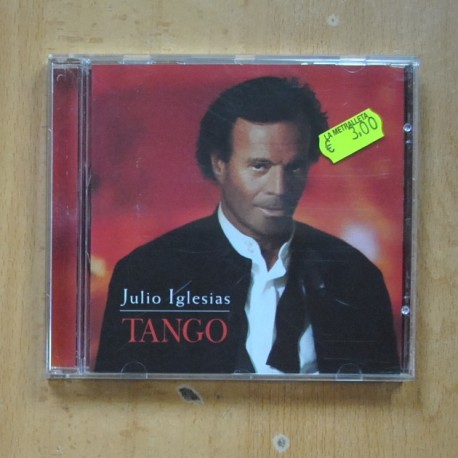 LA METRALLETA
€ 3,00
Julio Iglesias
TANGO